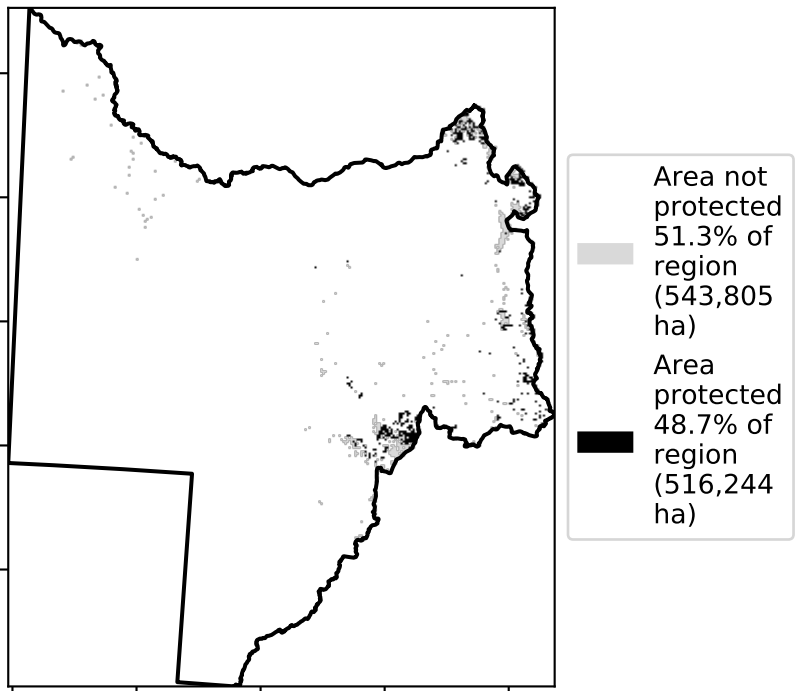 Area not
protected
51.3% of
region
(543,805
ha)
Area
protected
48.7% of
region
(516,244
ha)